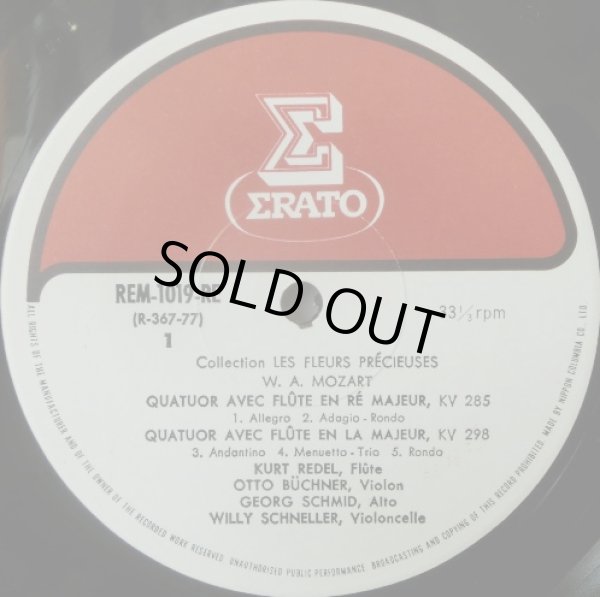 Σ
ΣRATO
REM-1019-RE
(R-367-77)
1
33⅓ rpm
SOLD OUT
Collection LES FLEURS PRÉCIEUSES
W. A. MOZART
QUATUOR AVEC FLÛTE EN RÉ MAJEUR, KV 285
1. Allegro 2. Adagio - Rondo
QUATUOR AVEC FLÛTE EN LA MAJEUR, KV 298
3. Andantino 4. Menuetto - Trio 5. Rondo
KURT REDEL, Flûte
OTTO BÜCHNER, Violon
GEORG SCHMID, Alto
WILLY SCHNELLER, Violoncelle
ALL RIGHTS OF THE MANUFACTURER AND OF THE OWNER OF THE RECORDED WORK RESERVED. UNAUTHORISED PUBLIC PERFORMANCE, BROADCASTING AND COPYING OF THIS RECORD PROHIBITED. MADE BY NIPPON COLUMBIA CO. LTD.